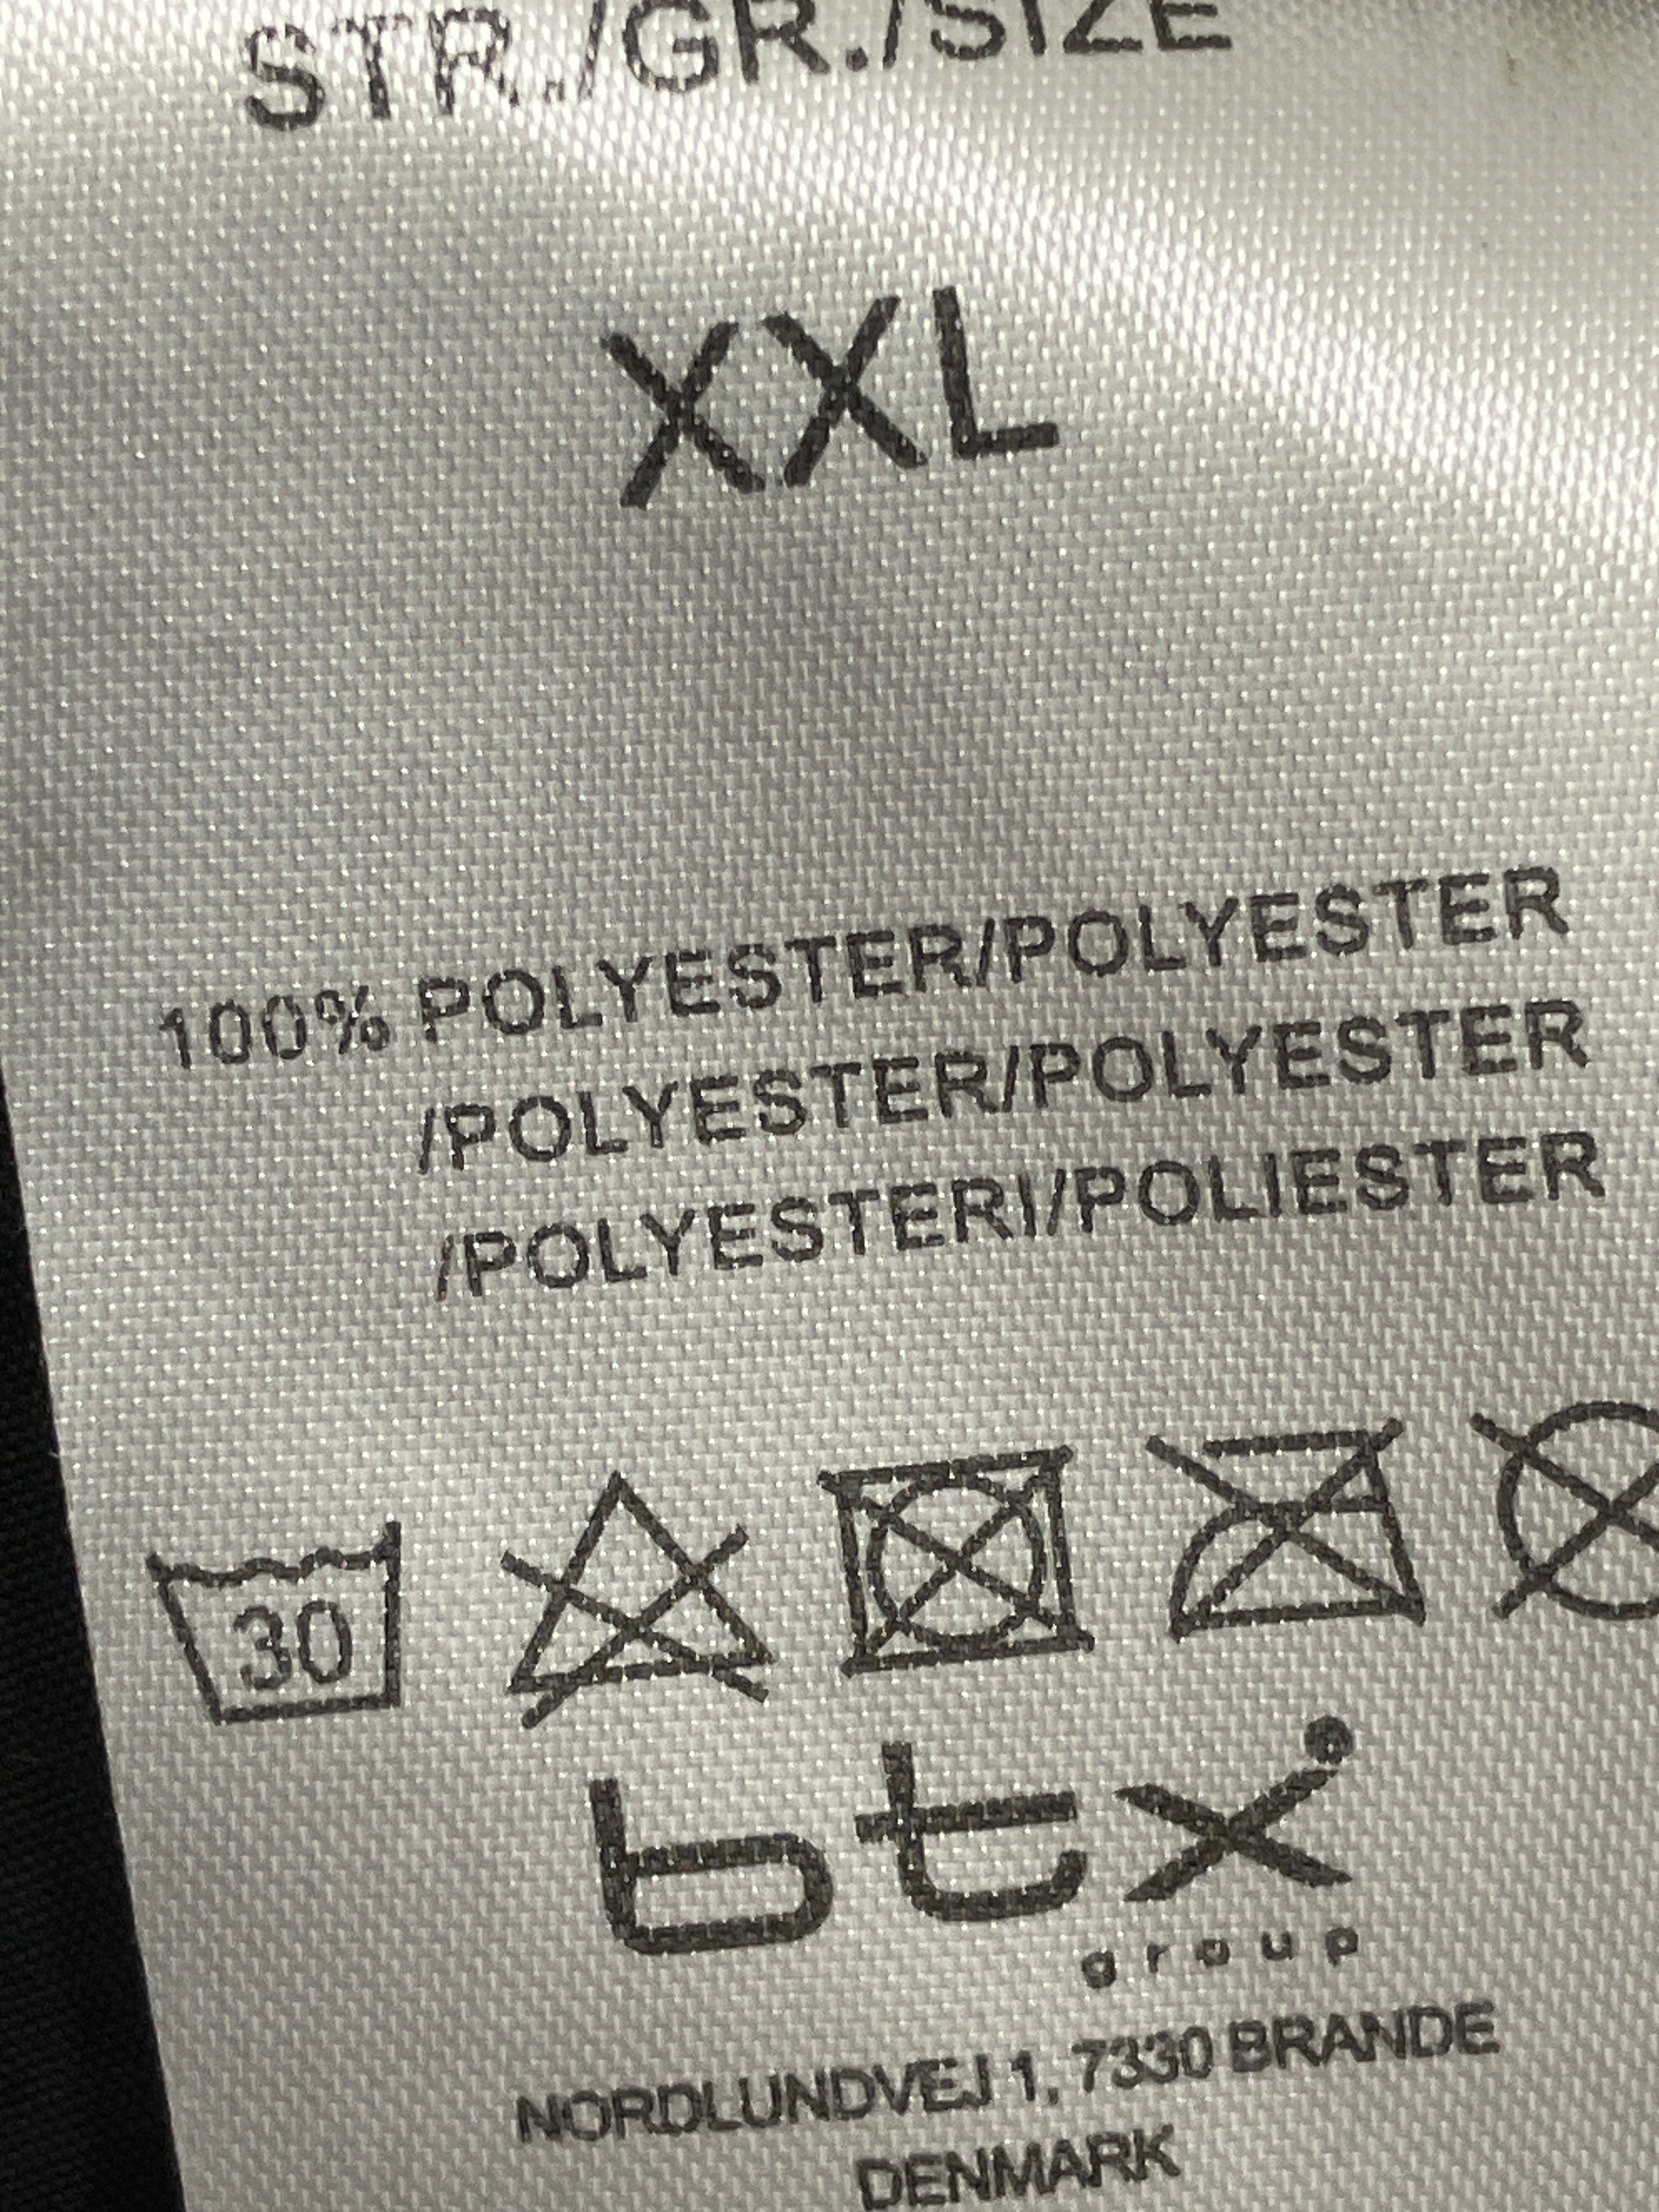 STR./GR./SIZE
XXL
100% POLYESTER/POLYESTER
/POLYESTER/POLYESTER
/POLYESTERI/POLIESTER
30
btx
group
NORDLUNDVEJ 1, 7330 BRANDE
DENMARK